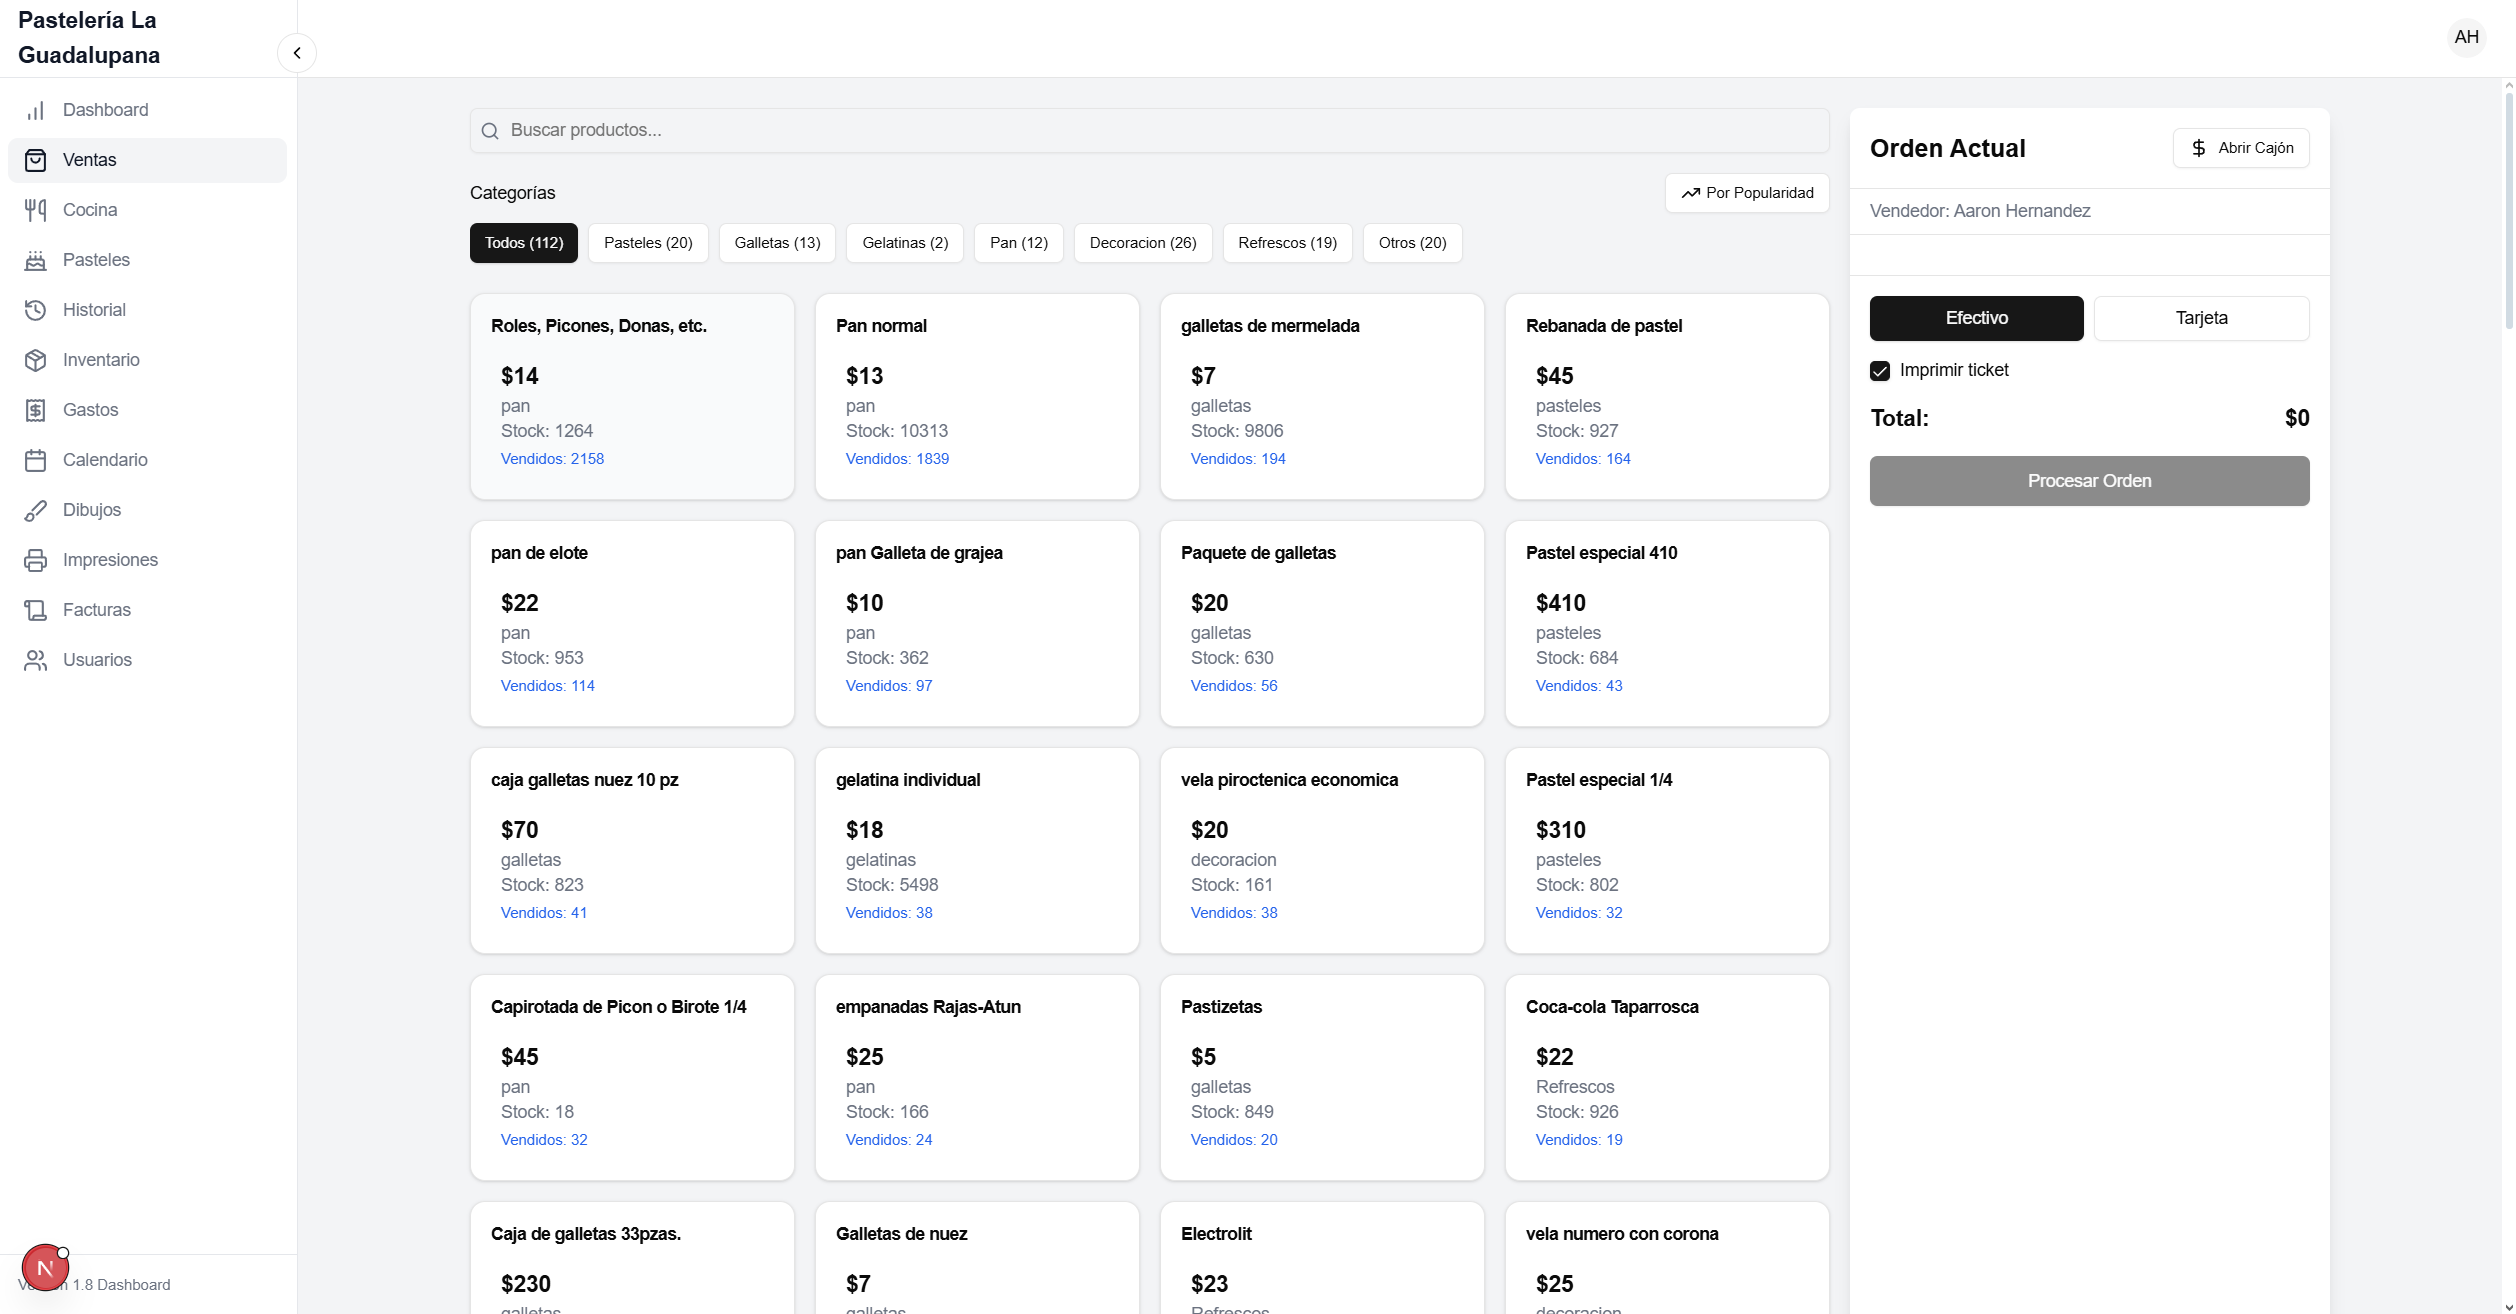 Pastelería La
Guadalupana
AH
Dashboard
Ventas
Cocina
Pasteles
Historial
Inventario
Gastos
Calendario
Dibujos
Impresiones
Facturas
Usuarios
N
1.8 Dashboard
Buscar productos...
Categorías
Por Popularidad
Todos (112)
Pasteles (20)
Galletas (13)
Gelatinas (2)
Pan (12)
Decoracion (26)
Refrescos (19)
Otros (20)
Roles, Picones, Donas, etc.
$14
pan
Stock: 1264
Vendidos: 2158
Pan normal
$13
pan
Stock: 10313
Vendidos: 1839
galletas de mermelada
$7
galletas
Stock: 9806
Vendidos: 194
Rebanada de pastel
$45
pasteles
Stock: 927
Vendidos: 164
pan de elote
$22
pan
Stock: 953
Vendidos: 114
pan Galleta de grajea
$10
pan
Stock: 362
Vendidos: 97
Paquete de galletas
$20
galletas
Stock: 630
Vendidos: 56
Pastel especial 410
$410
pasteles
Stock: 684
Vendidos: 43
caja galletas nuez 10 pz
$70
galletas
Stock: 823
Vendidos: 41
gelatina individual
$18
gelatinas
Stock: 5498
Vendidos: 38
vela piroctenica economica
$20
decoracion
Stock: 161
Vendidos: 38
Pastel especial 1/4
$310
pasteles
Stock: 802
Vendidos: 32
Capirotada de Picon o Birote 1/4
$45
pan
Stock: 18
Vendidos: 32
empanadas Rajas-Atun
$25
pan
Stock: 166
Vendidos: 24
Pastizetas
$5
galletas
Stock: 849
Vendidos: 20
Coca-cola Taparrosca
$22
Refrescos
Stock: 926
Vendidos: 19
Caja de galletas 33pzas.
$230
galletas
Galletas de nuez
$7
galletas
Electrolit
$23
Refrescos
vela numero con corona
$25
decoracion
Orden Actual
$ Abrir Cajón
Vendedor: Aaron Hernandez
Efectivo
Tarjeta
Imprimir ticket
Total:
$0
Procesar Orden